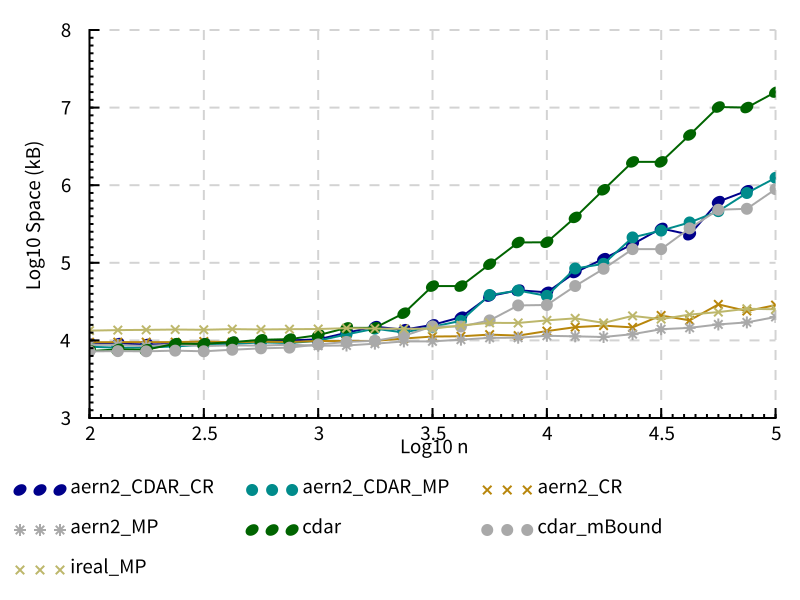 8
7
6
5
4
3
Log10 Space (kB)
2 2.5 3 3.5 4 4.5 5
Log10 n
aern2_CDAR_CR aern2_CDAR_MP aern2_CR
aern2_MP cdar cdar_mBound
ireal_MP